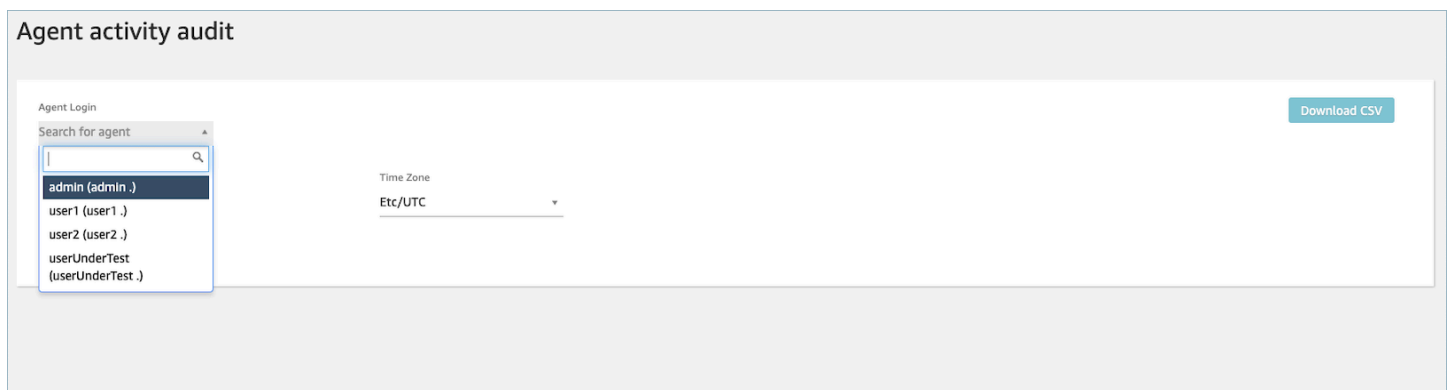 Agent activity audit
Agent Login
Download CSV
Search for agent
admin (admin .)
Time Zone
Etc/UTC
user1 (user1 .)
user2 (user2 .)
userUnderTest
(userUnderTest .)